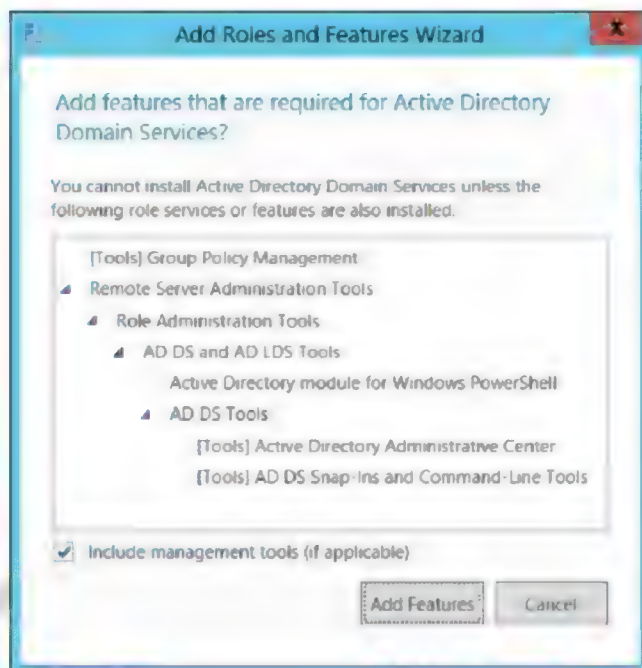 Add Roles and Features Wizard
Add features that are required for Active Directory
Domain Services?
You cannot install Active Directory Domain Services unless the
following role services or features are also installed.
[Tools] Group Policy Management
Remote Server Administration Tools
Role Administration Tools
AD DS and AD LDS Tools
Active Directory module for Windows PowerShell
AD DS Tools
[Tools] Active Directory Administrative Center
[Tools] AD DS Snap-Ins and Command-Line Tools
Include management tools (if applicable)
Add Features
Cancel